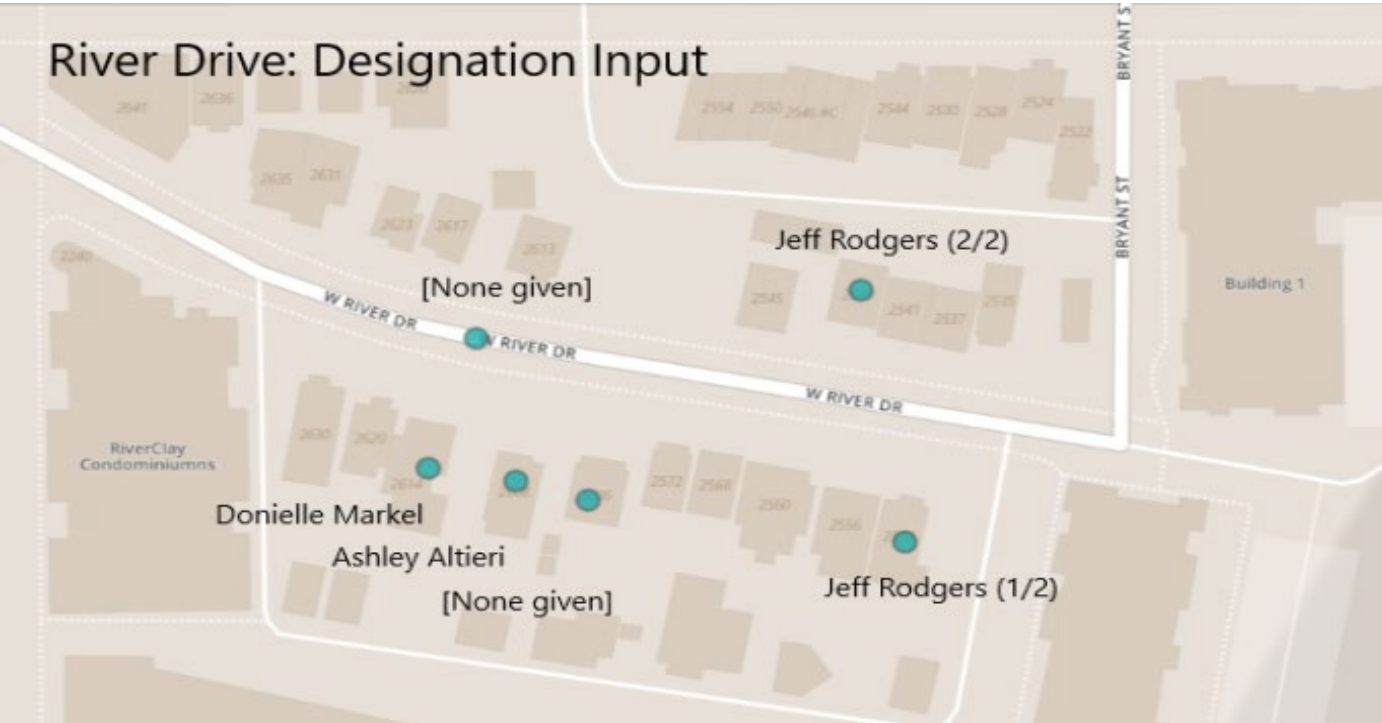 River Drive: Designation Input
BRYANT S
2641
2636
2554
2550
2544
2530
2528
2524
2522
2635
2631
2623
2617
2613
BRYANT ST
Jeff Rodgers (2/2)
2240
[None given]
Building 1
W RIVER DR
2545
2541
2537
2535
W RIVER DR
W RIVER DR
2630
2620
2614
RiverClay
Condominiumns
2572
2568
2560
2556
Donielle Markel
Ashley Altieri
[None given]
Jeff Rodgers (1/2)